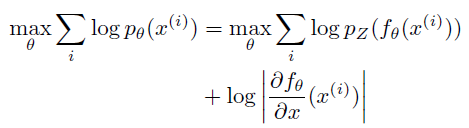 max_θ ∑_i log p_θ(x^{(i)}) = max_θ ∑_i log p_Z(f_θ(x^{(i)}))
+ log |∂f_θ/∂x (x^{(i)})|